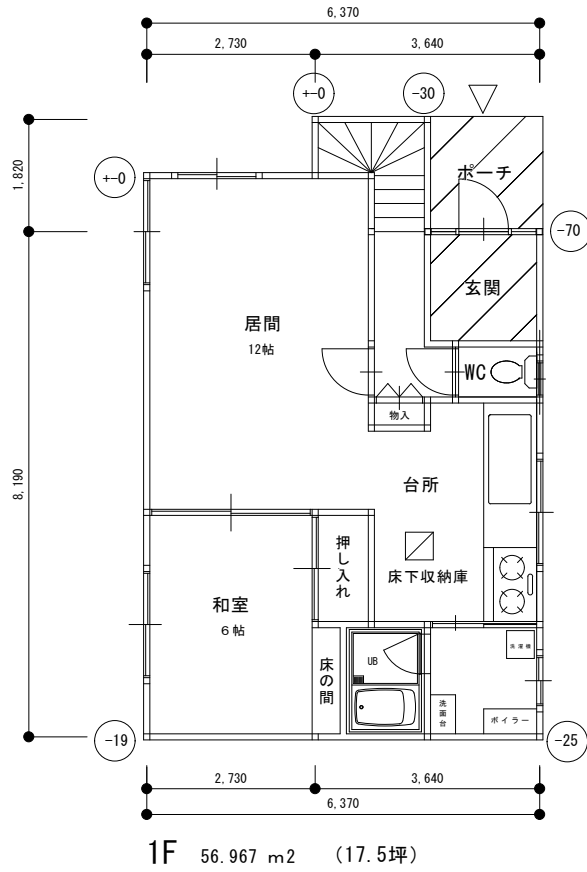 6,370
2,730
3,640
+-0
-30
1,820
+-0
ポーチ
-70
玄関
居間
12帖
WC
物入
8,190
台所
押し入れ
床下収納庫
和室
6帖
床の間
UB
洗濯機
洗面台
ボイラー
-19
-25
2,730
3,640
6,370
1F 56.967 m2 (17.5坪)